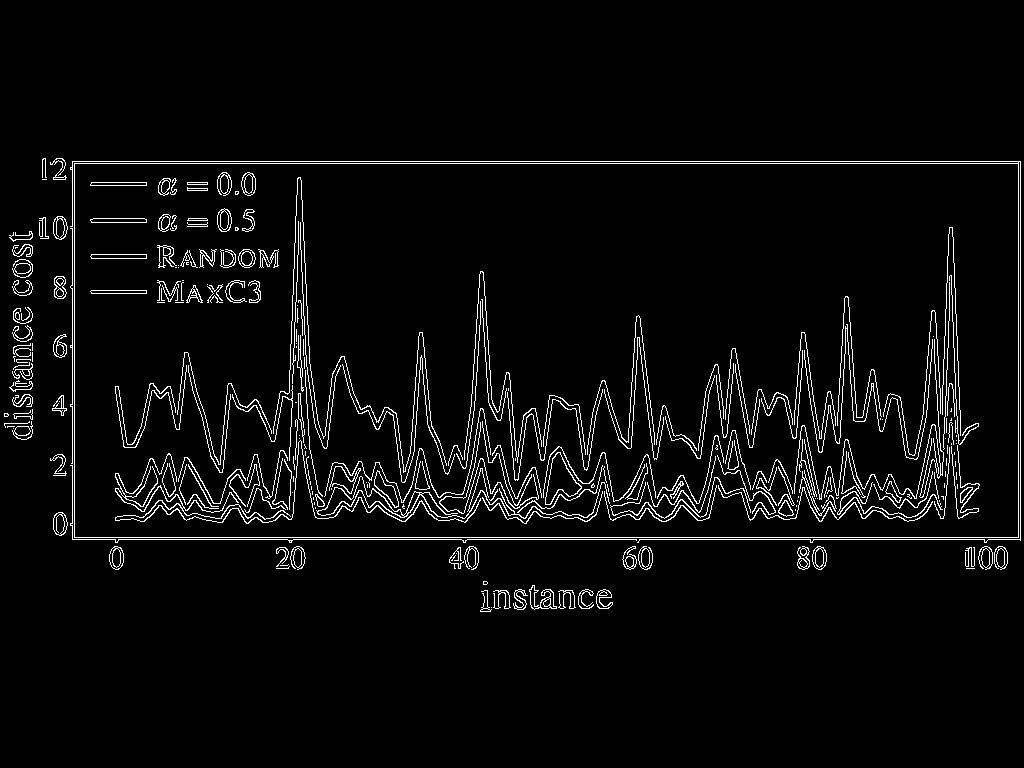 12
α = 0.0
10
α = 0.5
RANDOM
8
MAXC3
6
4
2
0
distance cost
0 20 40 60 80 100
instance